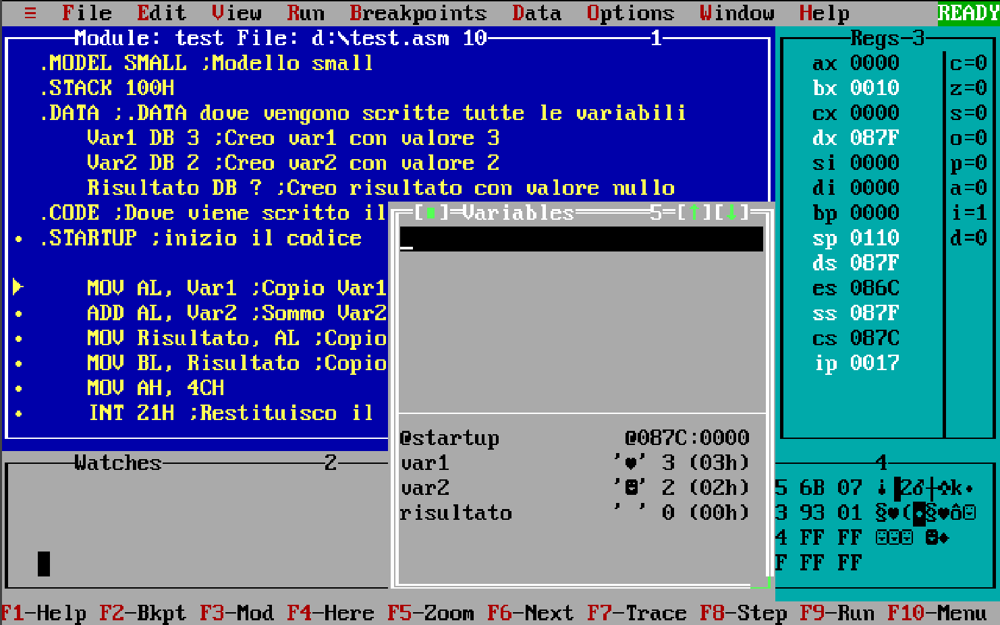 ≡ File Edit View Run Breakpoints Data Options Window Help READY
Module: test File: d:\test.asm 10 1
.MODEL SMALL ;Modello small
.STACK 100H
.DATA ;.DATA dove vengono scritte tutte le variabili
Var1 DB 3 ;Creo var1 con valore 3
Var2 DB 2 ;Creo var2 con valore 2
Risultato DB ? ;Creo risultato con valore nullo
.CODE ;Dove viene scritto il
.STARTUP ;inizio il codice
MOV AL, Var1 ;Copio Var1
ADD AL, Var2 ;Sommo Var2
MOV Risultato, AL ;Copio
MOV BL, Risultato ;Copio
MOV AH, 4CH
INT 21H ;Restituisco il
Regs 3
ax 0000 c=0
bx 0010 z=0
cx 0000 s=0
dx 087F o=0
si 0000 p=0
di 0000 a=0
bp 0000 i=1
sp 0110 d=0
ds 087F
es 086C
ss 087F
cs 087C
ip 0017
[■]=Variables 5=[↑][↓]
@startup @087C:0000
var1 '♥' 3 (03h)
var2 '☻' 2 (02h)
risultato ' ' 0 (00h)
Watches 2
4
5 6B 07
3 93 01
4 FF FF
F FF FF
F1-Help F2-Bkpt F3-Mod F4-Here F5-Zoom F6-Next F7-Trace F8-Step F9-Run F10-Menu